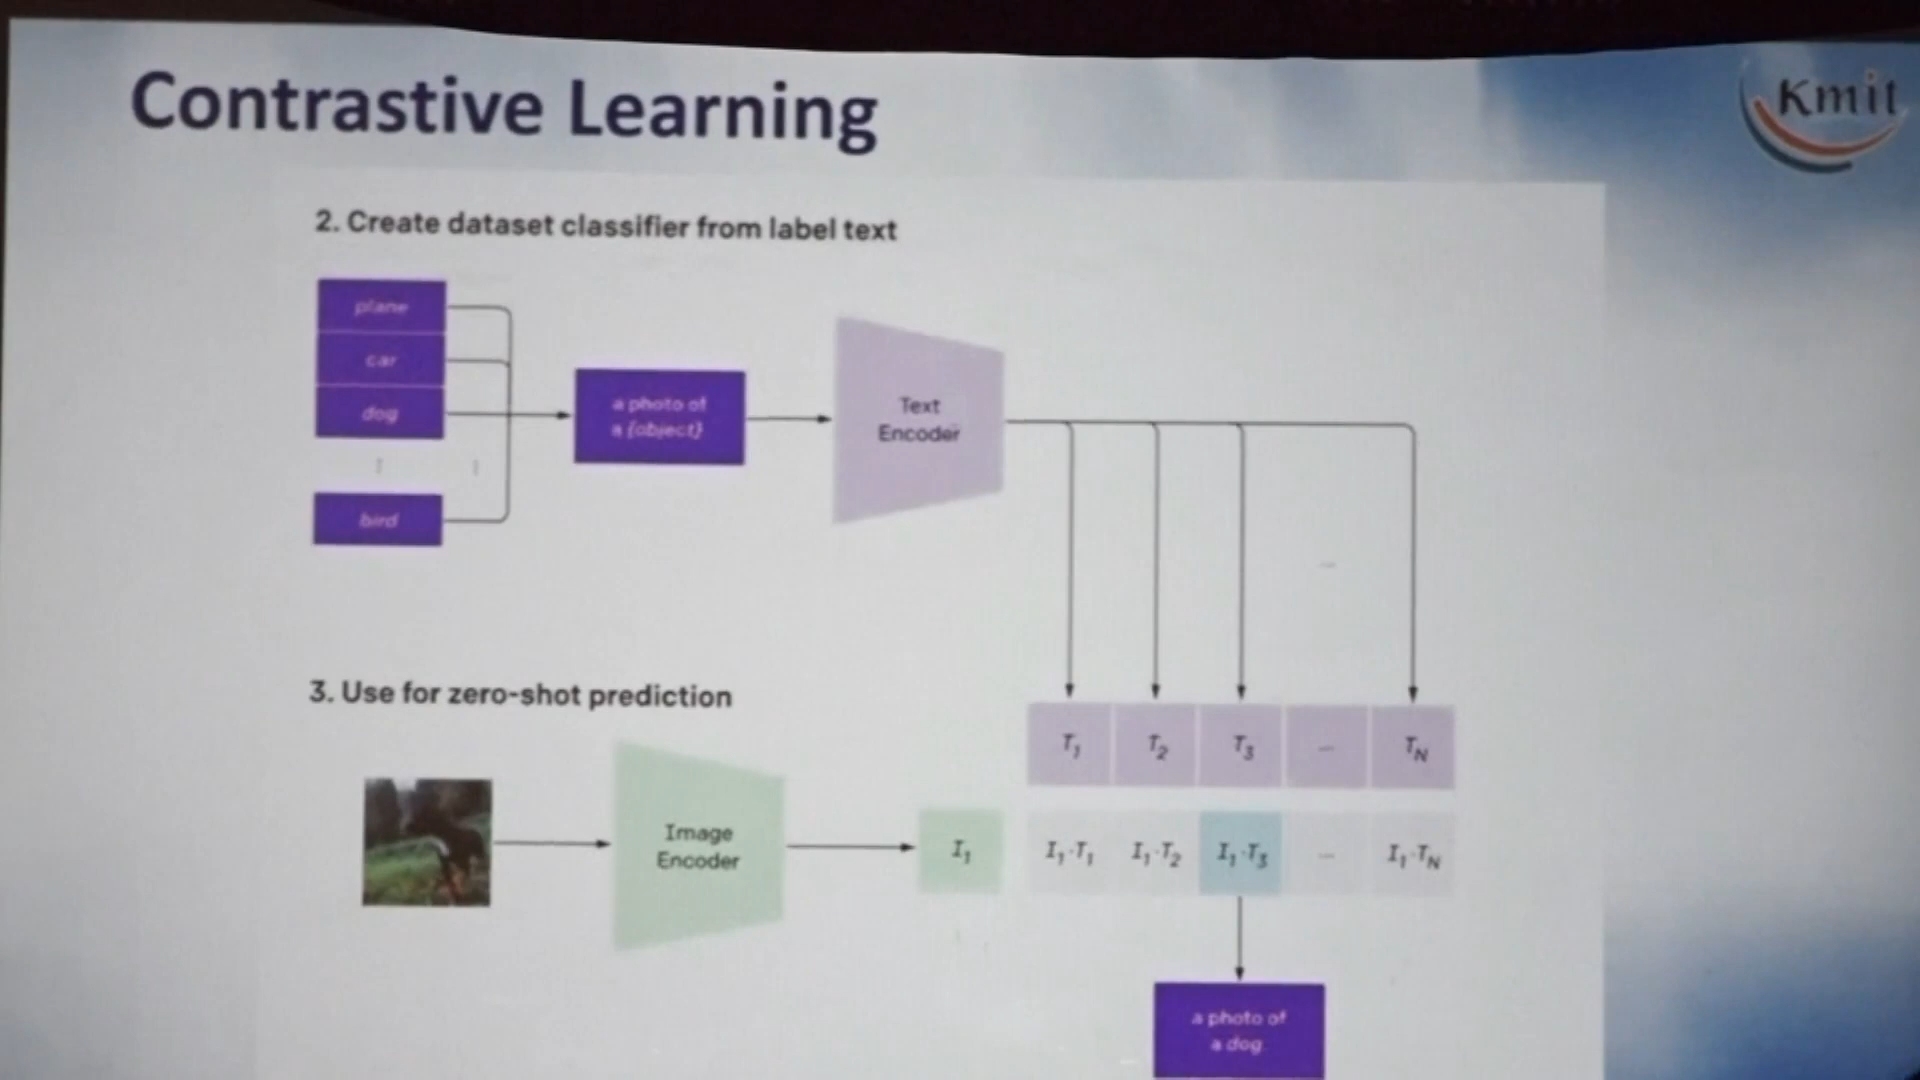 Contrastive Learning
Kmit
2. Create dataset classifier from label text
plane
car
dog
bird
a photo of
a {object}
Text
Encoder
3. Use for zero-shot prediction
Image
Encoder
I₁
T₁ T₂ T₃ ... T_N
I₁·T₁ I₁·T₂ I₁·T₃ ... I₁·T_N
a photo of
a dog